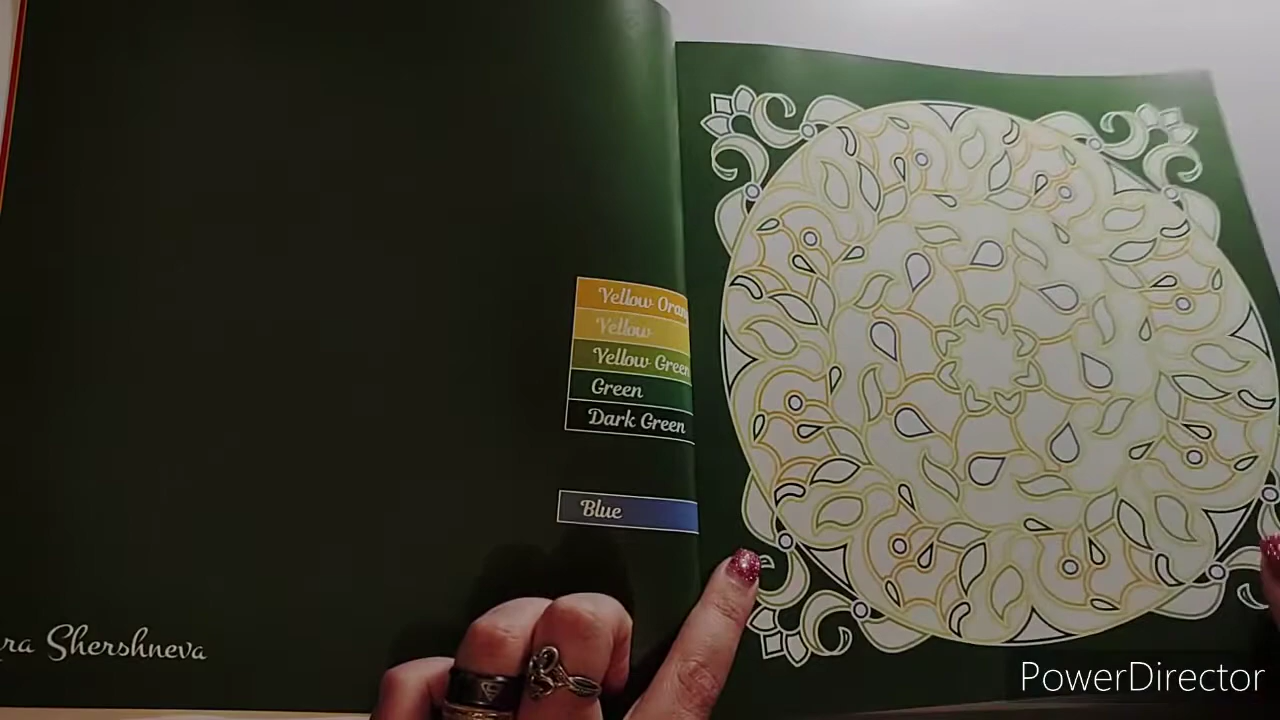 Yellow
Yellow Green
Green
Dark Green
Blue
Shershneva
PowerDirector